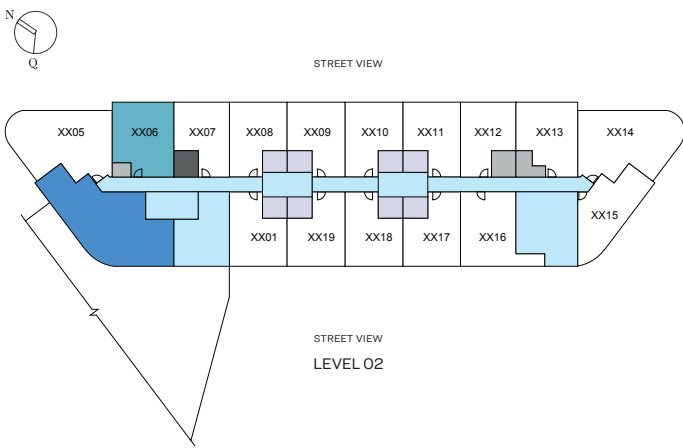 N
Q
STREET VIEW
XX05
XX06
XX07
XX08
XX09
XX10
XX11
XX12
XX13
XX14
XX15
XX01
XX19
XX18
XX17
XX16
Z
STREET VIEW
LEVEL 02